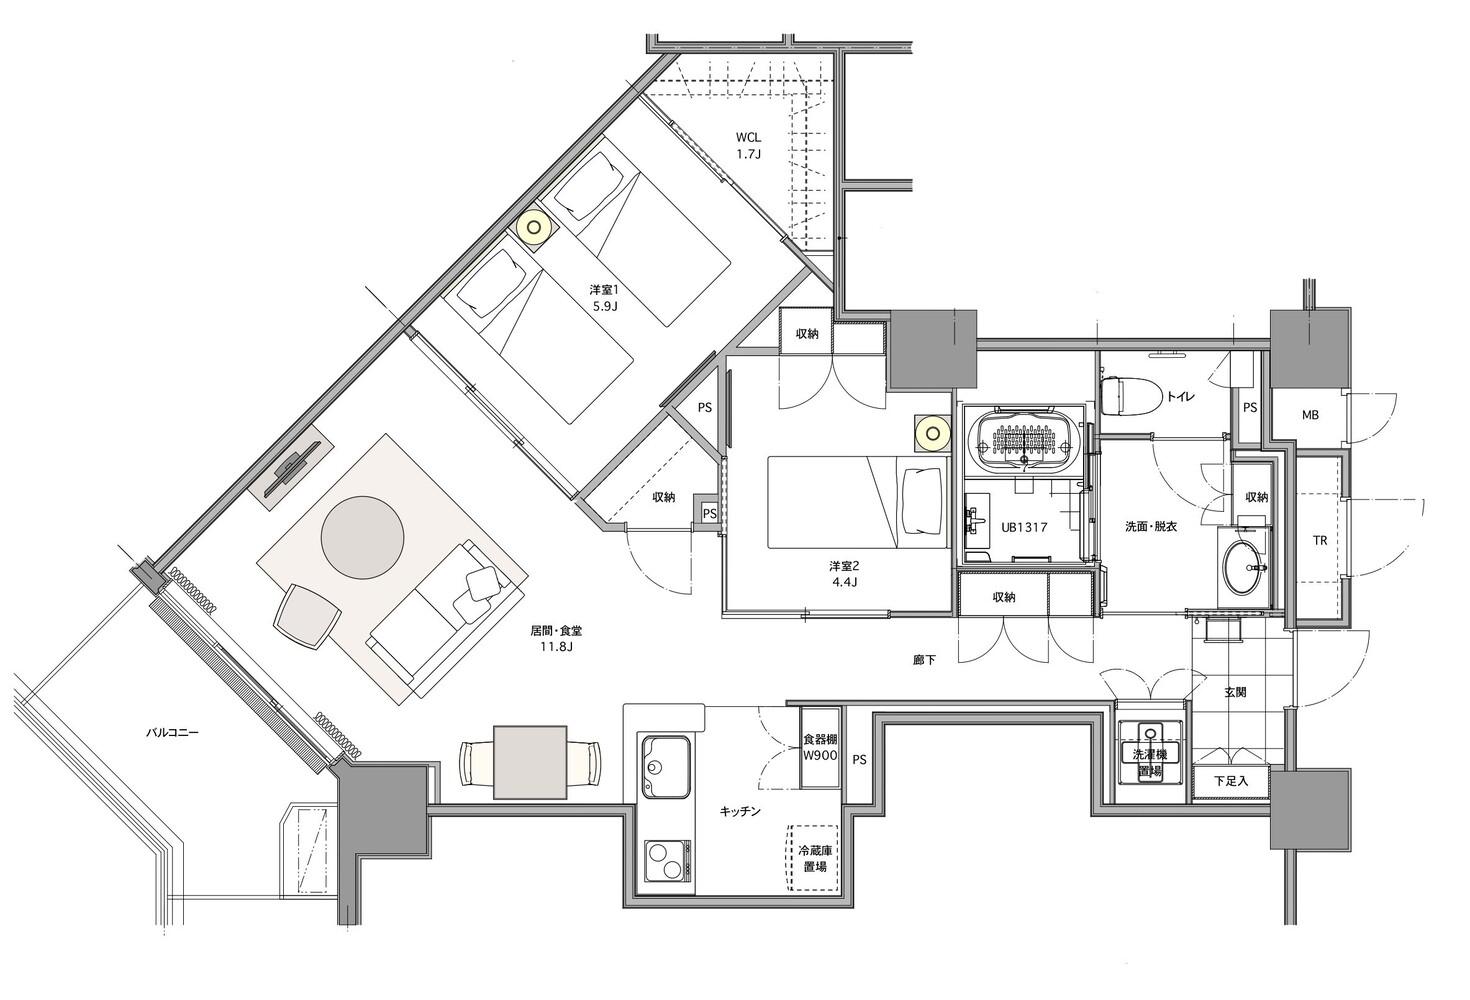 WCL
1.7J
洋室1
5.9J
収納
PS
トイレ
PS
MB
収納
PS
UB1317
洗面・脱衣
収納
TR
洋室2
4.4J
収納
居間・食堂
11.8J
廊下
玄関
バルコニー
食器棚
W900
PS
洗濯機
置場
下足入
キッチン
冷蔵庫
置場